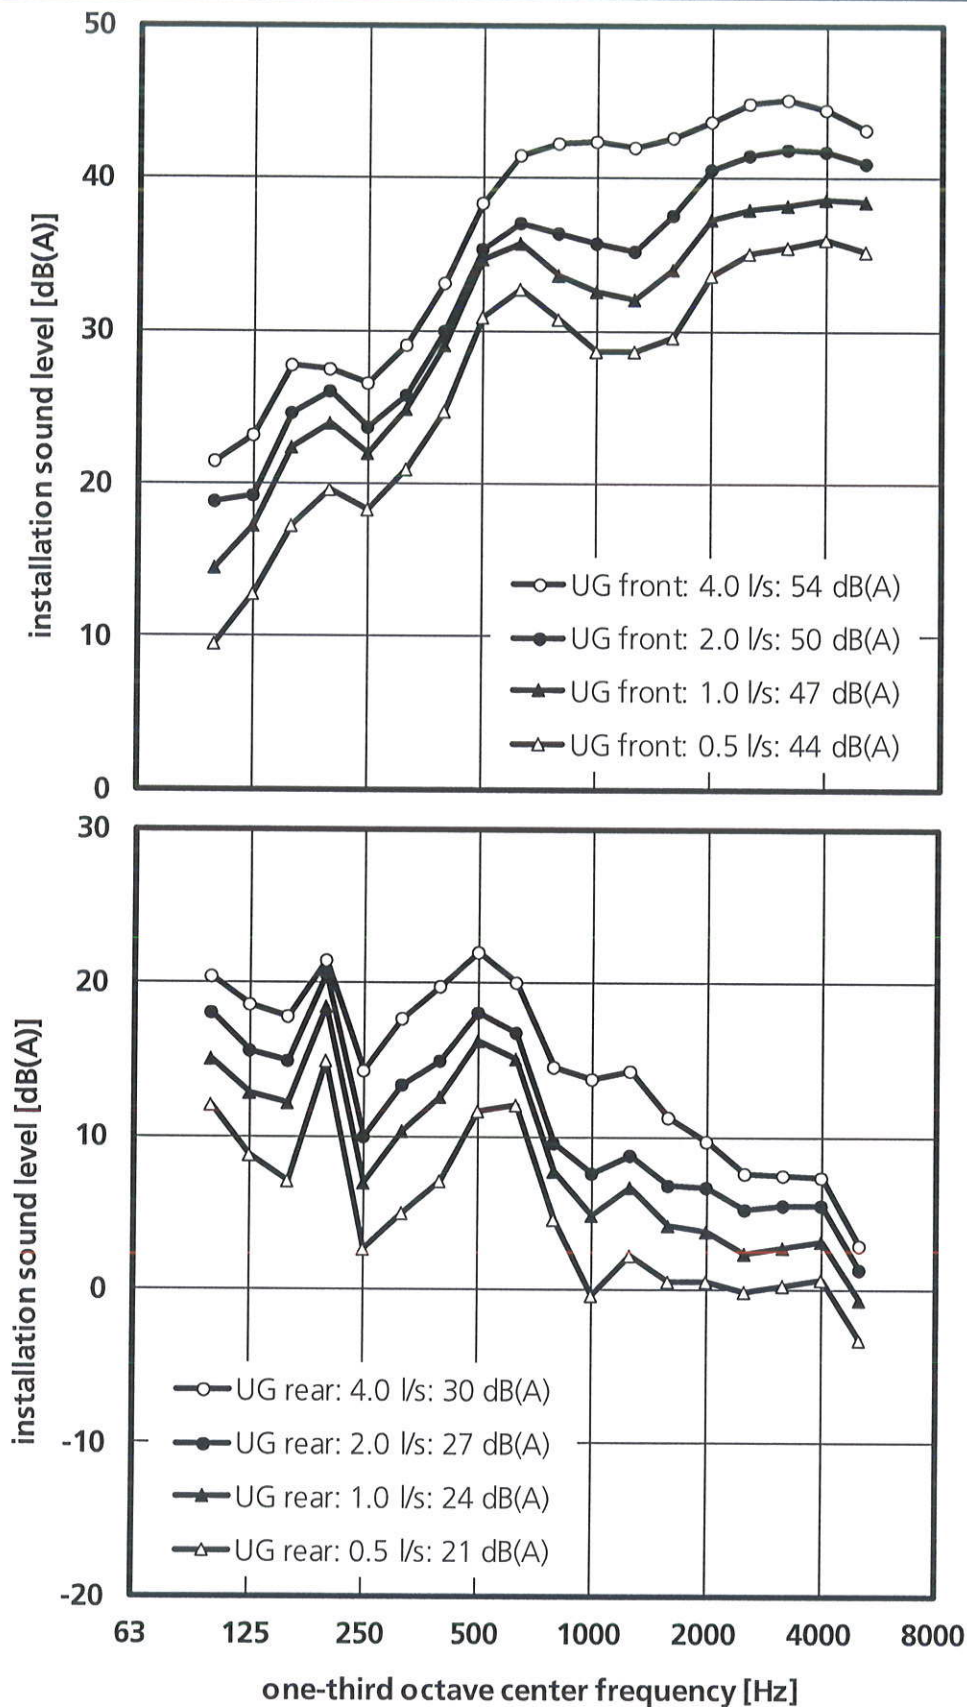 50
40
30
20
10
0
installation sound level [dB(A)]
UG front: 4.0 l/s: 54 dB(A)
UG front: 2.0 l/s: 50 dB(A)
UG front: 1.0 l/s: 47 dB(A)
UG front: 0.5 l/s: 44 dB(A)
30
20
10
0
-10
-20
installation sound level [dB(A)]
UG rear: 4.0 l/s: 30 dB(A)
UG rear: 2.0 l/s: 27 dB(A)
UG rear: 1.0 l/s: 24 dB(A)
UG rear: 0.5 l/s: 21 dB(A)
63 125 250 500 1000 2000 4000 8000
one-third octave center frequency [Hz]